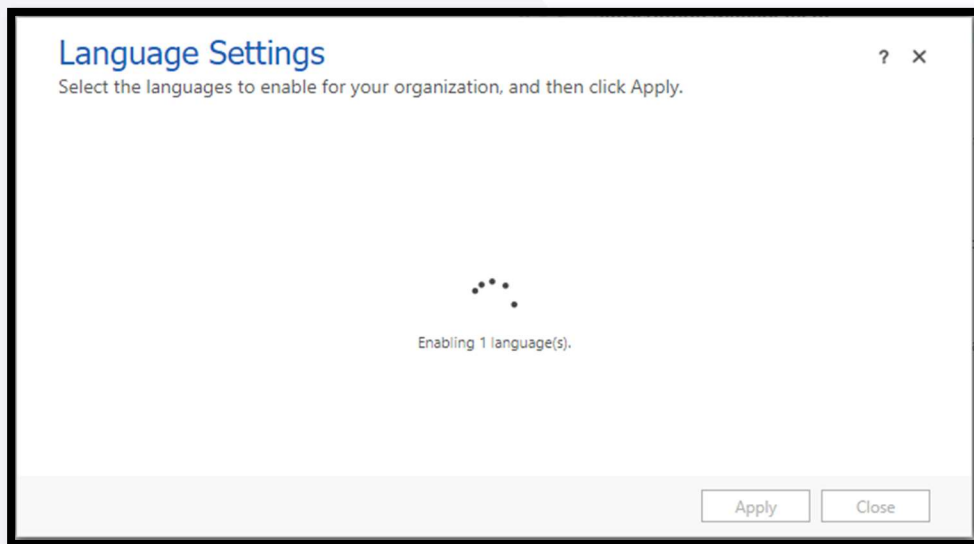 Language Settings
? ×
Select the languages to enable for your organization, and then click Apply.
Enabling 1 language(s).
Apply Close